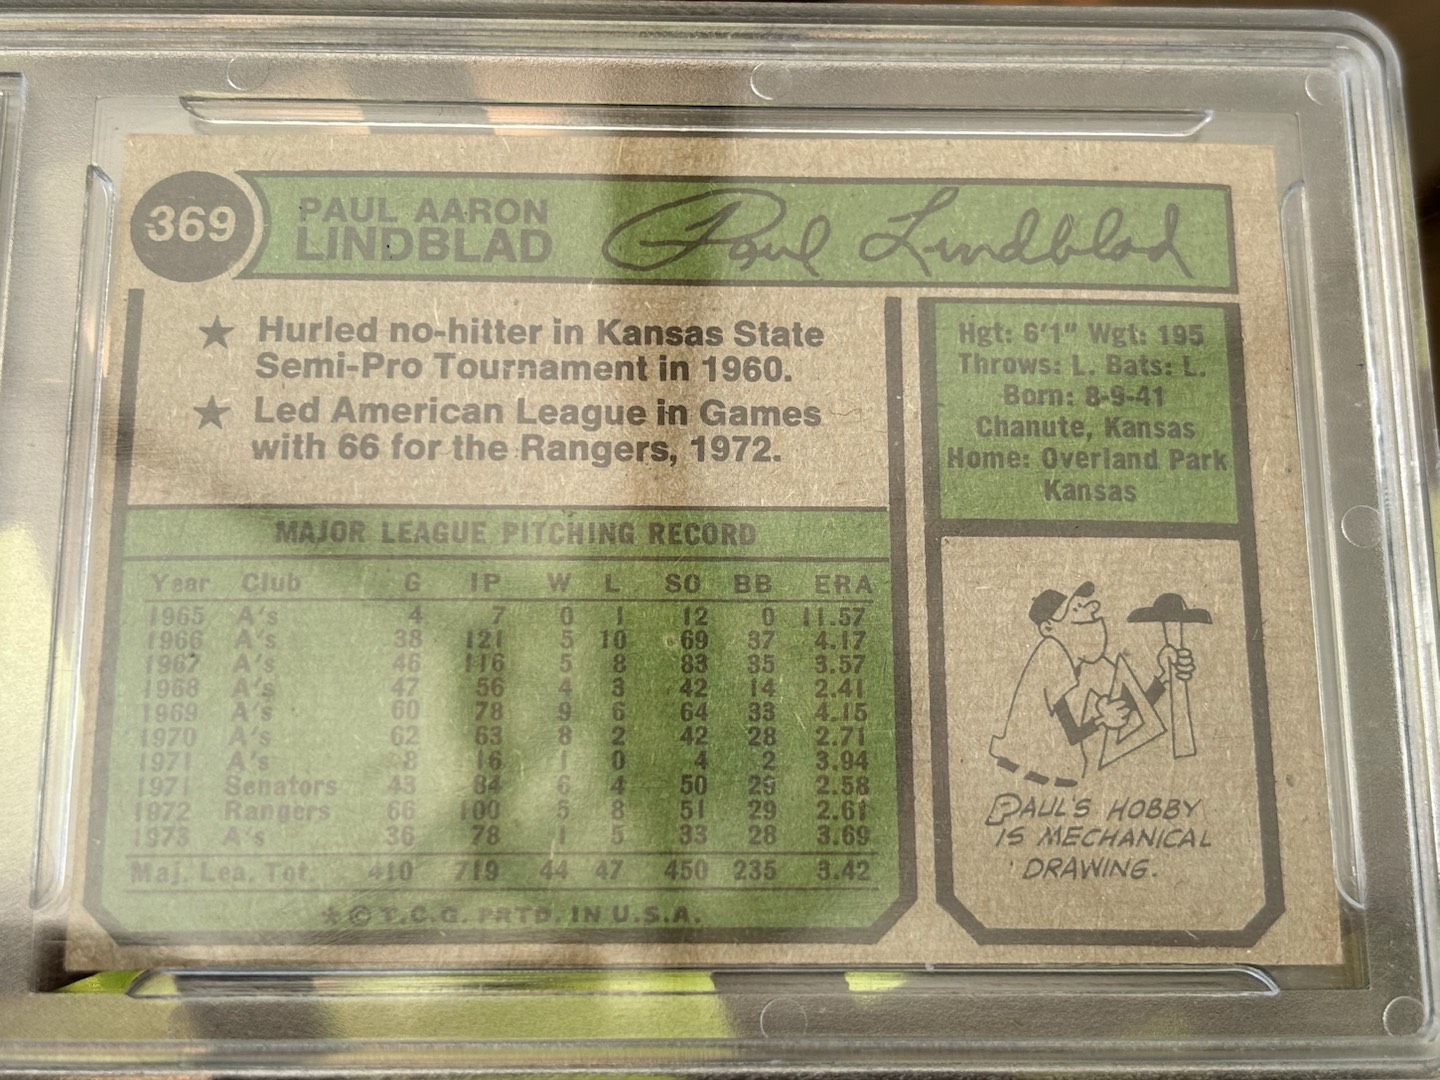 369
PAUL AARON
LINDBLAD
Paul Lindblad
★ Hurled no-hitter in Kansas State
Semi-Pro Tournament in 1960.
★ Led American League in Games
with 66 for the Rangers, 1972.
Hgt: 6'1" Wgt: 195
Throws: L. Bats: L.
Born: 8-9-41
Chanute, Kansas
Home: Overland Park
Kansas
MAJOR LEAGUE PITCHING RECORD
Year Club G IP W L SO BB ERA
1965 A's 4 7 0 1 12 0 11.57
1966 A's 38 121 5 10 69 37 4.17
1967 A's 46 116 5 8 83 35 3.57
1968 A's 47 56 4 3 42 14 2.41
1969 A's 60 78 9 6 64 33 4.15
1970 A's 62 63 8 2 42 28 2.71
1971 A's 8 16 1 0 4 2 3.94
1971 Senators 43 84 6 4 50 29 2.58
1972 Rangers 66 100 5 8 51 29 2.61
1973 A's 36 78 1 5 33 28 3.69
Maj. Lea. Tot. 410 719 44 47 450 235 3.42
★ © T.C.G. PRTD. IN U.S.A.
PAUL'S HOBBY
IS MECHANICAL
DRAWING.